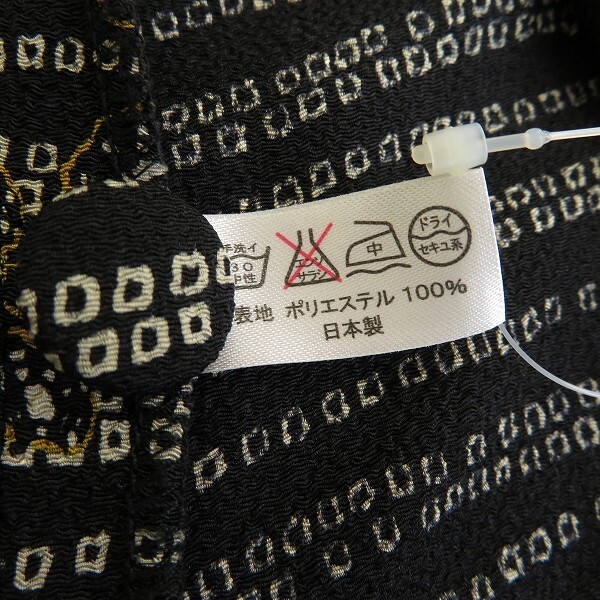 手洗イ
30
中性
エンソ
サラシ
中
ドライ
セキユ系
表地 ポリエステル 100%
日本製